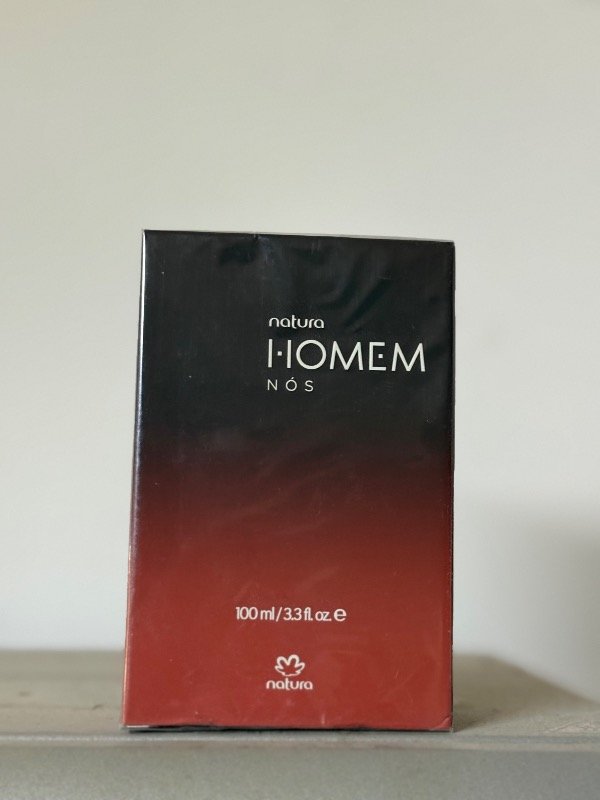 natura
HOMEM
NÓS
100 ml / 3.3 fl. oz. e
natura